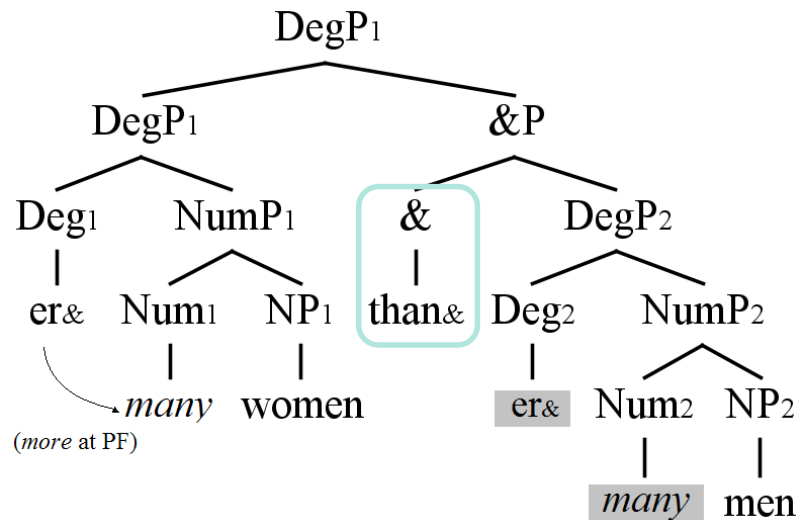 DegP1
DegP1 &P
Deg1 NumP1 & DegP2
er& Num1 NP1 than& Deg2 NumP2
many women er& Num2 NP2
(more at PF)
many men